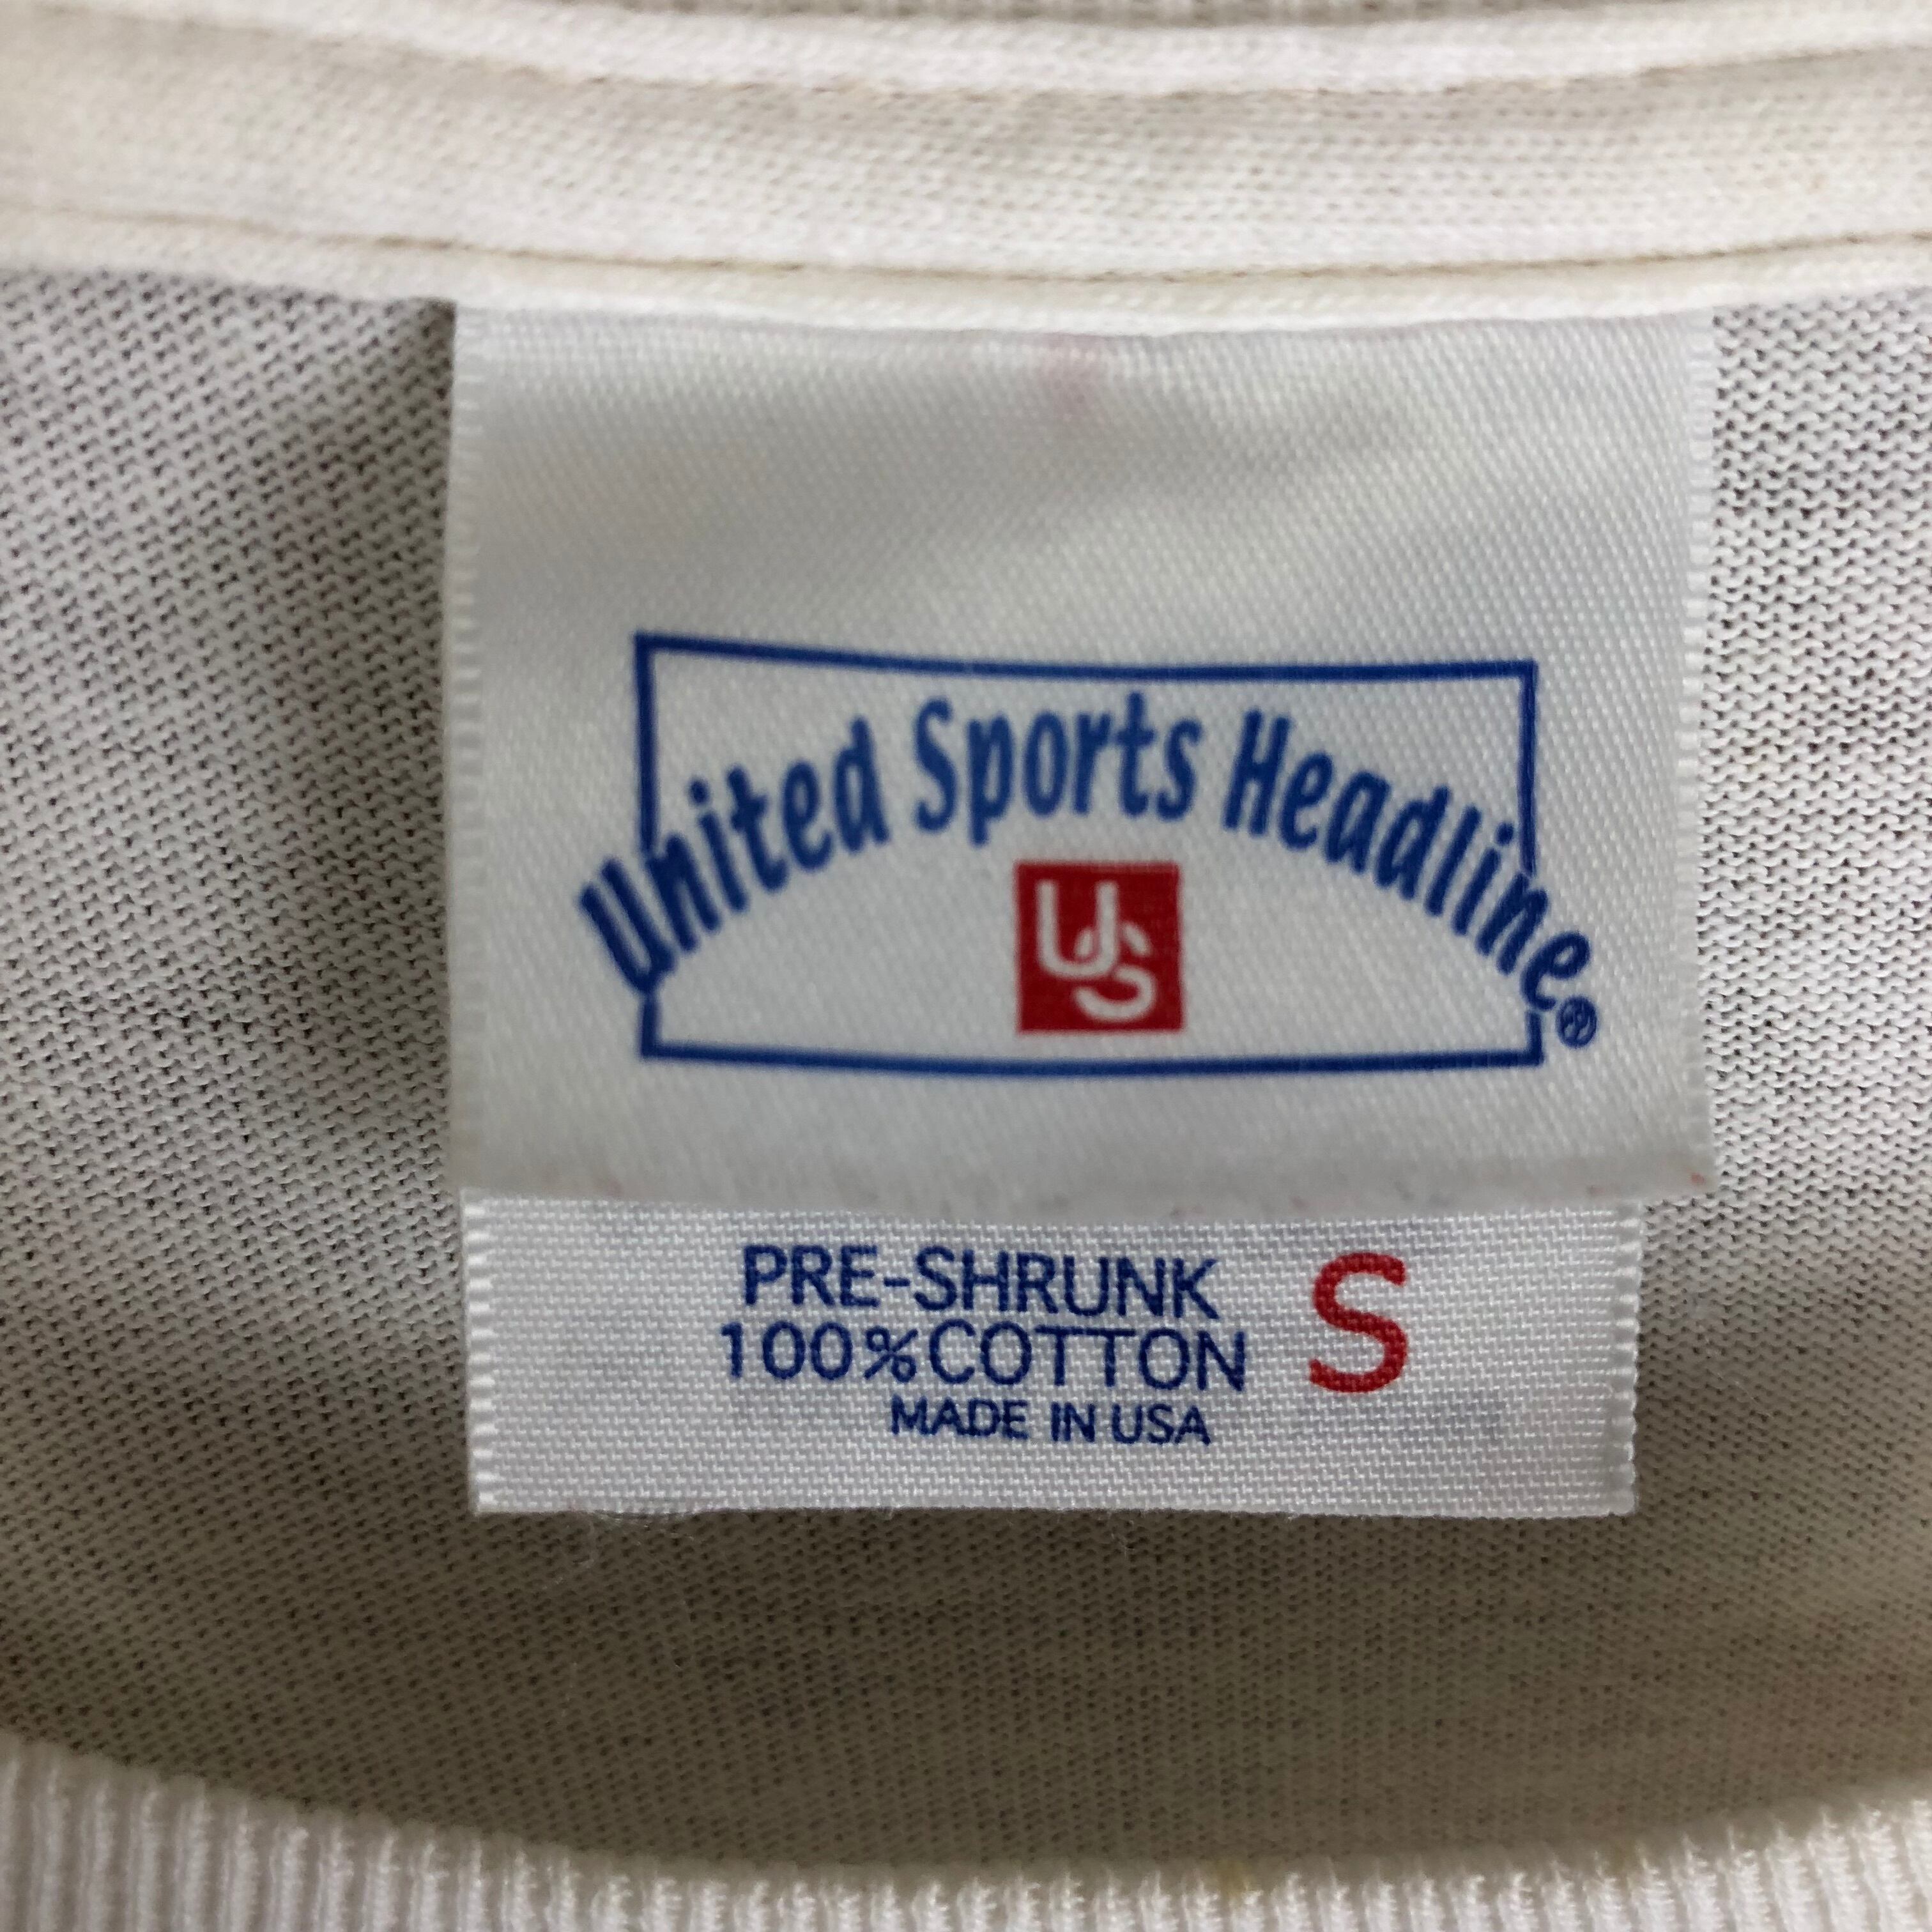 United Sports Headline®
US
PRE-SHRUNK
100%COTTON
MADE IN USA
S